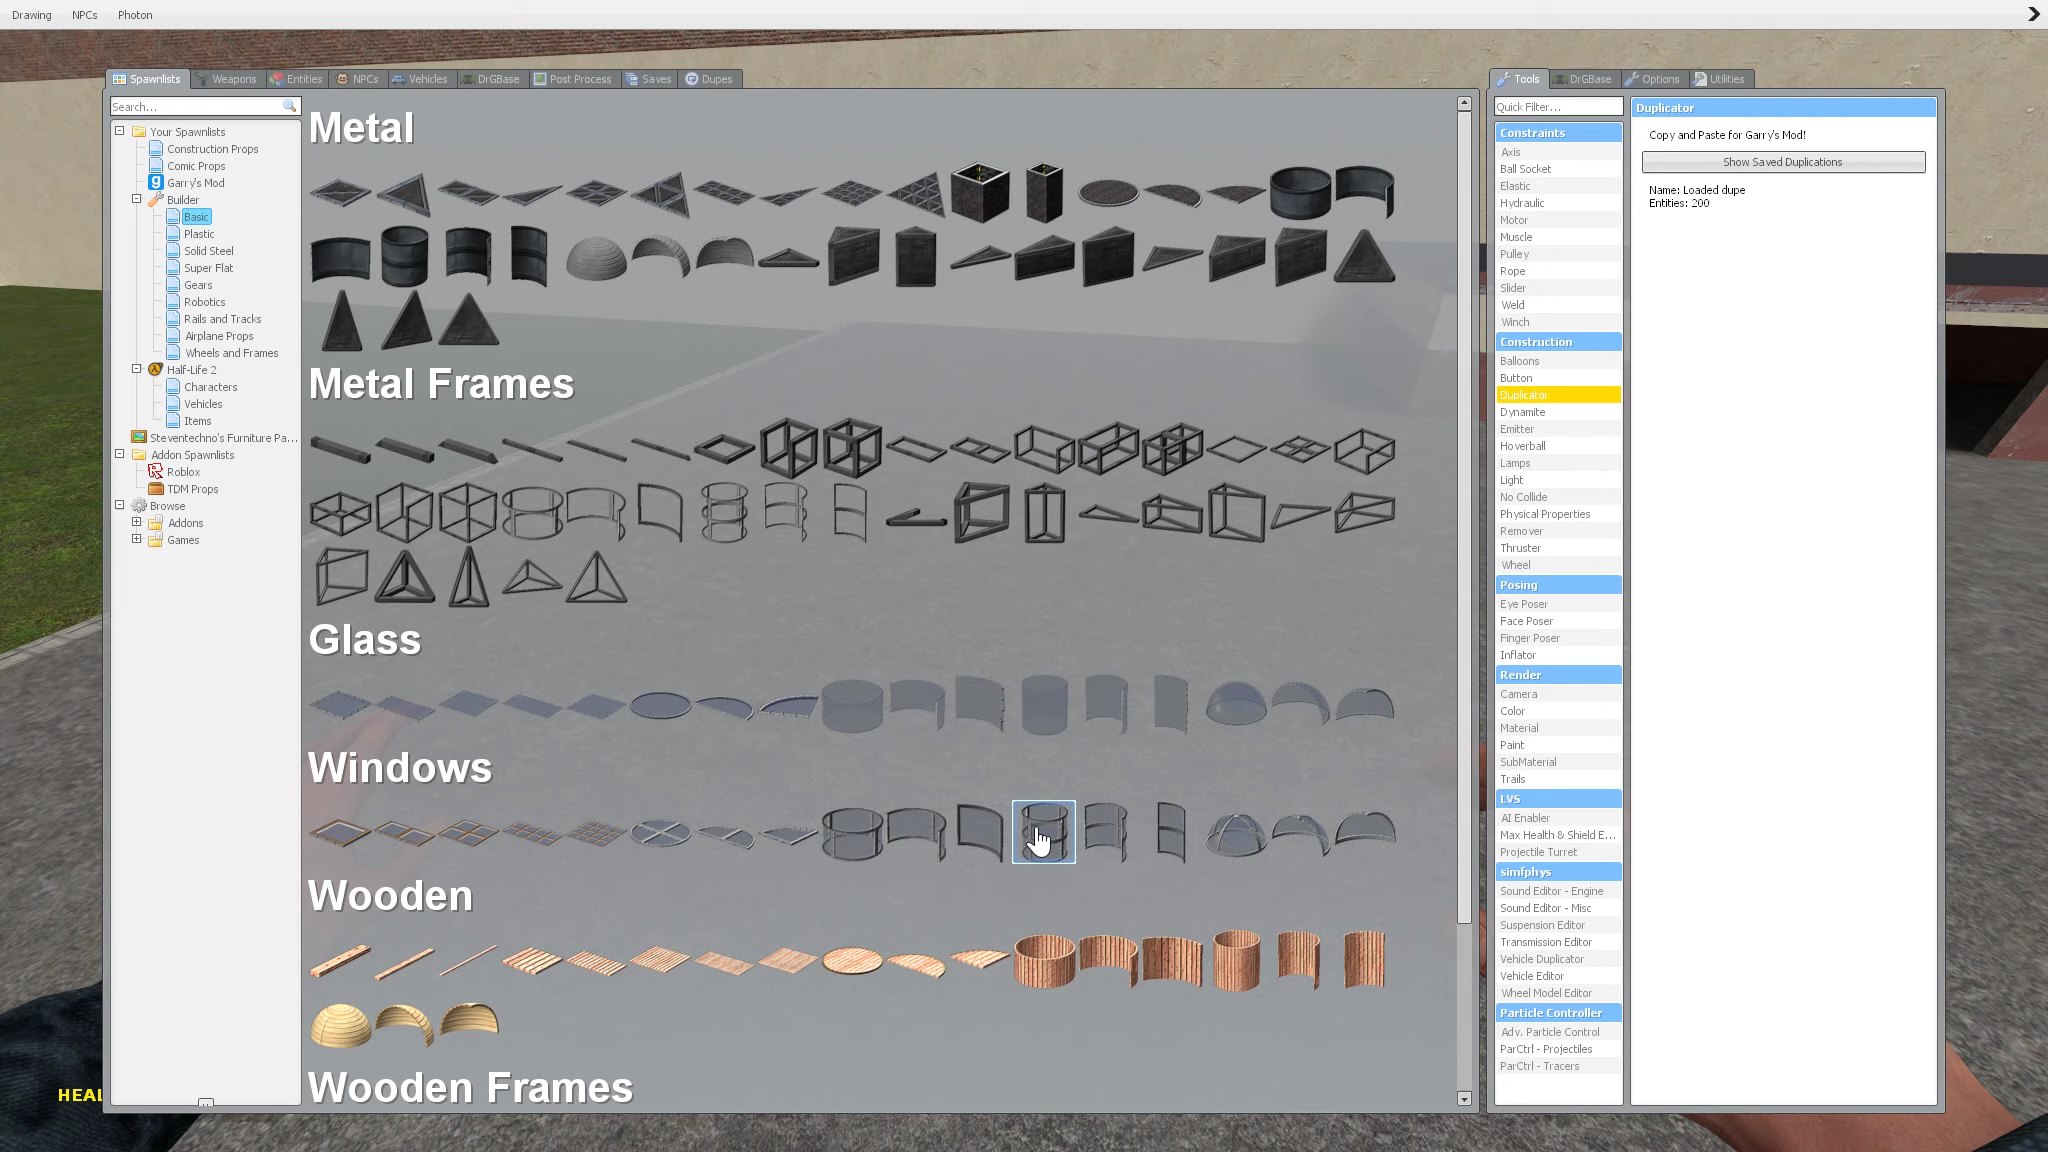 Drawing NPCs Photon
Spawnlists Weapons Entities NPCs Vehicles DrGBase Post Process Saves Dupes
Search...
Your Spawnlists
Construction Props
Comic Props
Garry's Mod
Builder
Basic
Plastic
Solid Steel
Super Flat
Gears
Robotics
Rails and Tracks
Airplane Props
Wheels and Frames
Half-Life 2
Characters
Vehicles
Items
Steventechno's Furniture Pa...
Addon Spawnlists
Roblox
TDM Props
Browse
Addons
Games
Metal
Metal Frames
Glass
Windows
Wooden
Wooden Frames
Tools DrGBase Options Utilities
Quick Filter...
Constraints
Axis
Ball Socket
Elastic
Hydraulic
Motor
Muscle
Pulley
Rope
Slider
Weld
Winch
Construction
Balloons
Button
Duplicator
Dynamite
Emitter
Hoverball
Lamps
Light
No Collide
Physical Properties
Remover
Thruster
Wheel
Posing
Eye Poser
Face Poser
Finger Poser
Inflator
Render
Camera
Color
Material
Paint
SubMaterial
Trails
LVS
AI Enabler
Max Health & Shield E...
Projectile Turret
simfphys
Sound Editor - Engine
Sound Editor - Misc
Suspension Editor
Transmission Editor
Vehicle Duplicator
Vehicle Editor
Wheel Model Editor
Particle Controller
Adv. Particle Control
ParCtrl - Projectiles
ParCtrl - Tracers
Duplicator
Copy and Paste for Garry's Mod!
Show Saved Duplications
Name: Loaded dupe
Entities: 200
HEAL